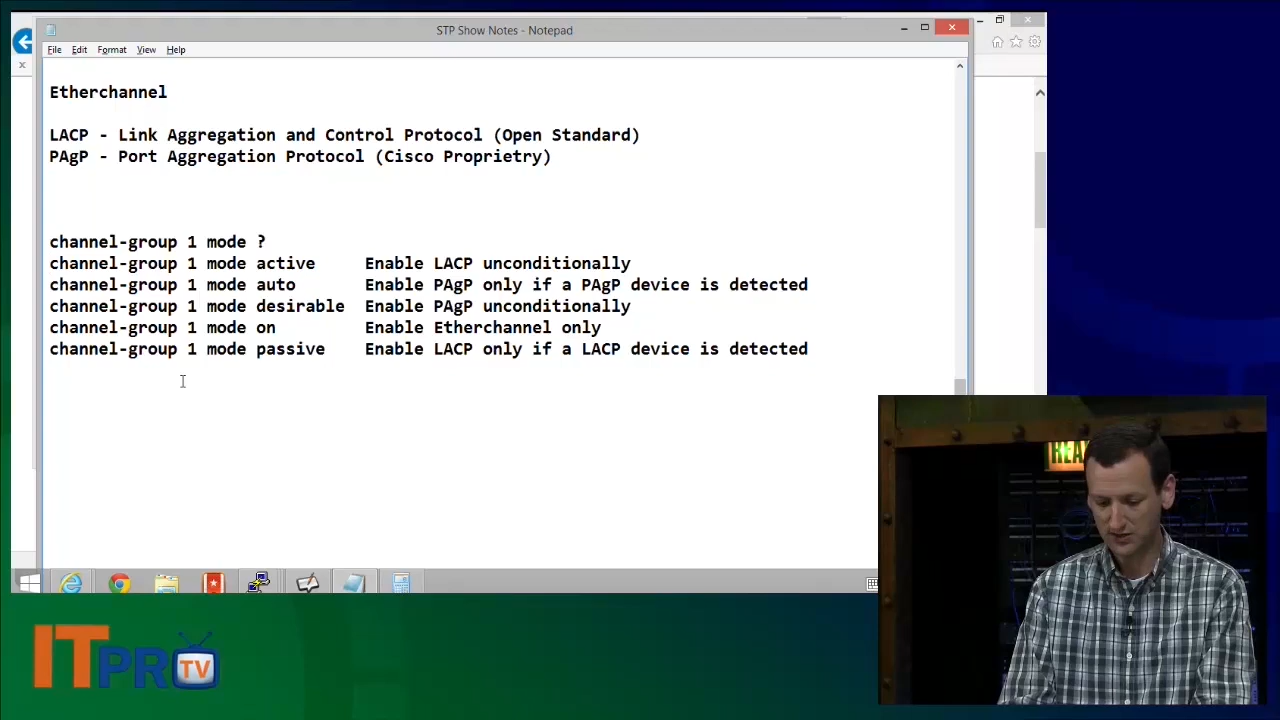 STP Show Notes - Notepad
File Edit Format View Help
Etherchannel
LACP - Link Aggregation and Control Protocol (Open Standard)
PAgP - Port Aggregation Protocol (Cisco Proprietry)
channel-group 1 mode ?
channel-group 1 mode active Enable LACP unconditionally
channel-group 1 mode auto Enable PAgP only if a PAgP device is detected
channel-group 1 mode desirable Enable PAgP unconditionally
channel-group 1 mode on Enable Etherchannel only
channel-group 1 mode passive Enable LACP only if a LACP device is detected
ITPROTV